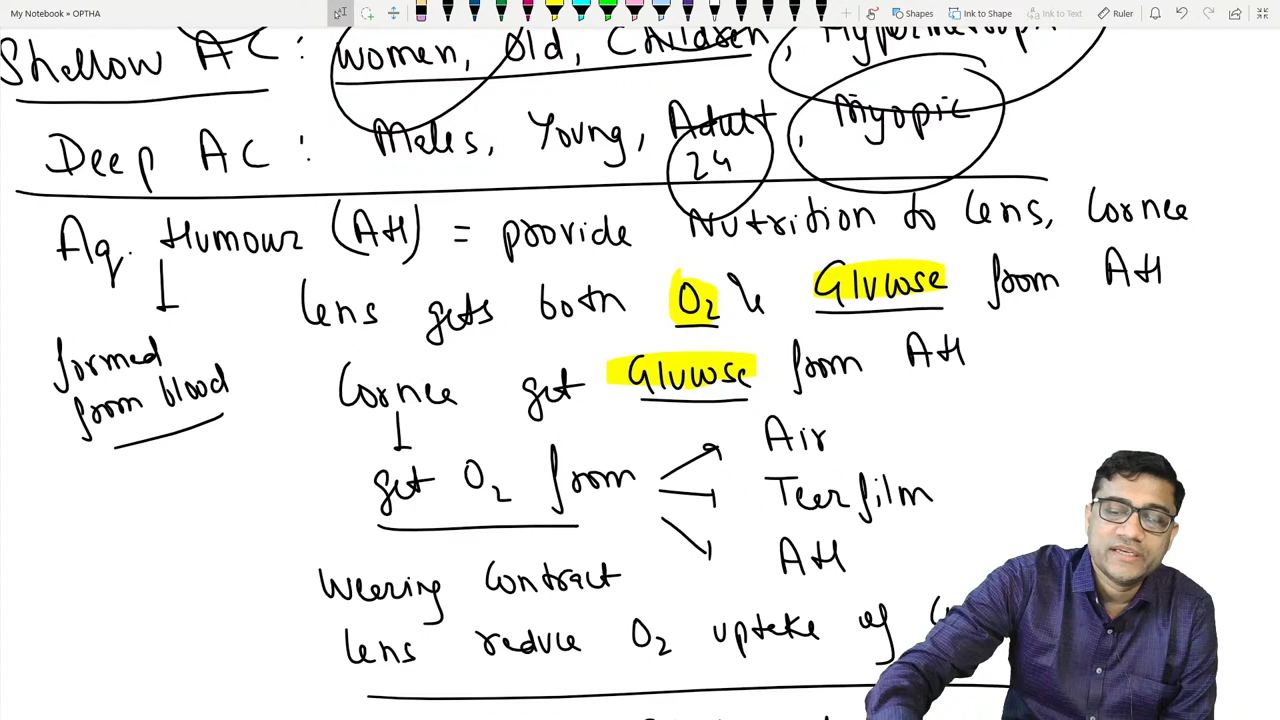 My Notebook » OPTHA
Shapes Ink to Shape Ink to Text Ruler
Shallow AC : Women, Old, Children,
Deep AC : Males, Young, Adult, Myopic
24
Aq. Humour (AH) = provide Nutrition to lens, Cornea
formed from blood
lens gets both O2 & Glucose from AH
Cornea get Glucose from AH
get O2 from
Air
Tear film
AH
Wearing Contract
lens reduce O2 uptake of